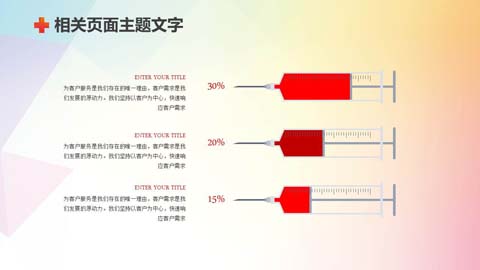 相关页面主题文字
ENTER YOUR TITLE
为客户服务是我们存在的唯一理由，客户需求是我
们发展的原动力。我们坚持以客户为中心，快速响
应客户需求
30%
ENTER YOUR TITLE
为客户服务是我们存在的唯一理由，客户需求是我
们发展的原动力。我们坚持以客户为中心，快速响
应客户需求
20%
ENTER YOUR TITLE
为客户服务是我们存在的唯一理由，客户需求是我
们发展的原动力。我们坚持以客户为中心，快速响
应客户需求
15%